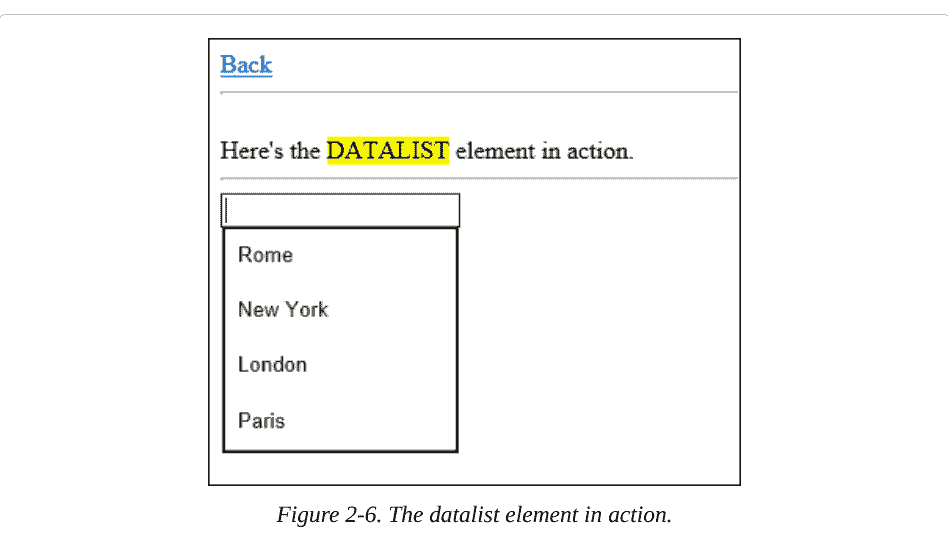 Back
Here's the DATALIST element in action.
Rome
New York
London
Paris
Figure 2-6. The datalist element in action.